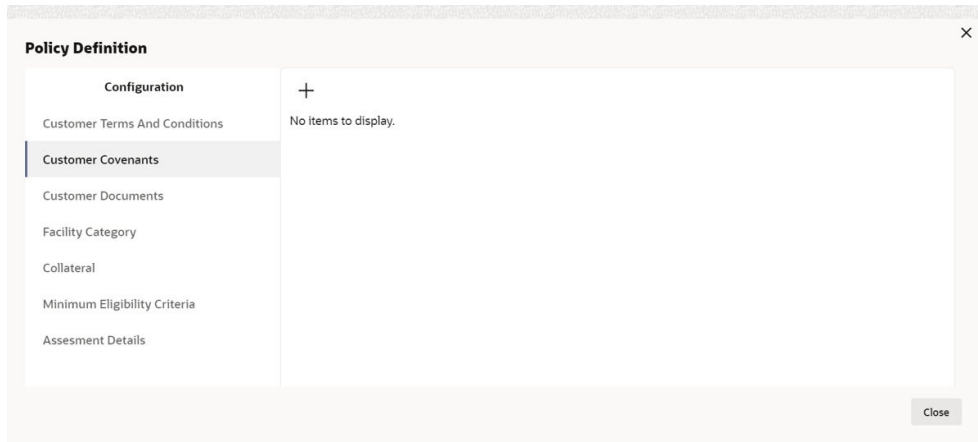 Policy Definition
Configuration
Customer Terms And Conditions
Customer Covenants
Customer Documents
Facility Category
Collateral
Minimum Eligibility Criteria
Assesment Details
No items to display.
Close